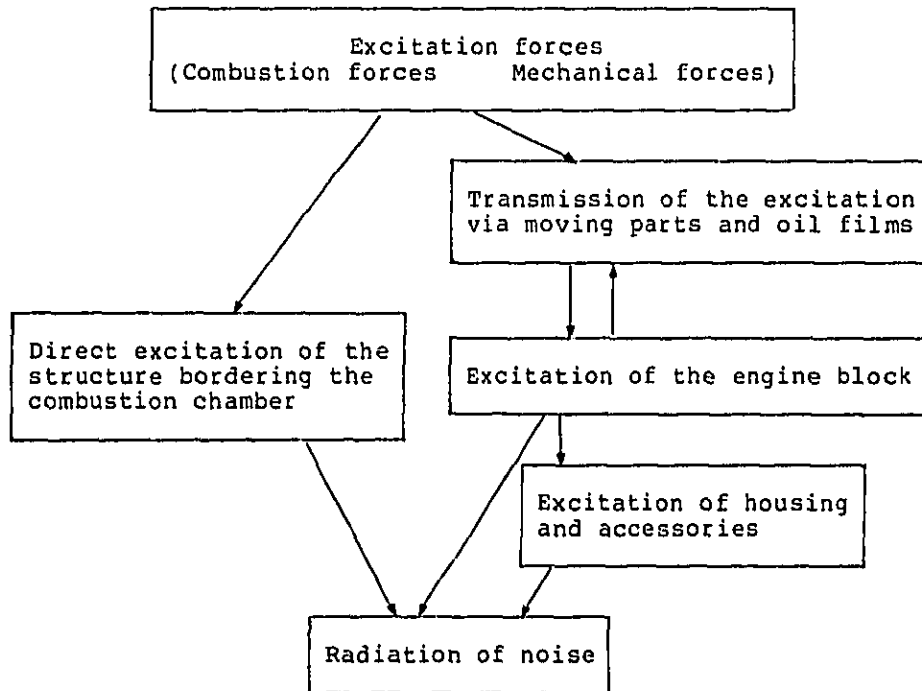 Excitation forces
(Combustion forces Mechanical forces)
Transmission of the excitation
via moving parts and oil films
Direct excitation of the
structure bordering the
combustion chamber
Excitation of the engine block
Excitation of housing
and accessories
Radiation of noise